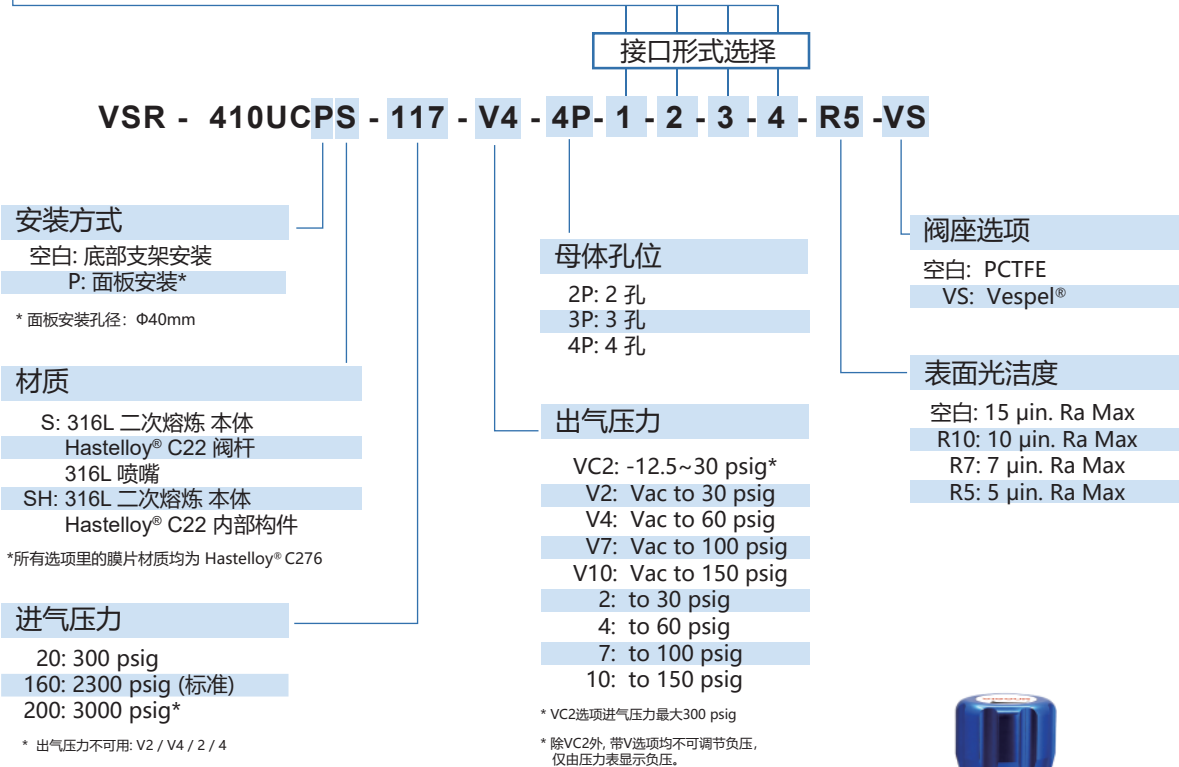 接口形式选择
VSR - 410UCPS - 117 - V4 - 4P- 1 - 2 - 3 - 4 - R5 -VS
安装方式
空白: 底部支架安装
P: 面板安装*
* 面板安装孔径：Φ40mm
材质
S: 316L 二次熔炼 本体
Hastelloy® C22 阀杆
316L 喷嘴
SH: 316L 二次熔炼 本体
Hastelloy® C22 内部构件
*所有选项里的膜片材质均为 Hastelloy® C276
进气压力
20: 300 psig
160: 2300 psig (标准)
200: 3000 psig*
* 出气压力不可用: V2 / V4 / 2 / 4
母体孔位
2P: 2 孔
3P: 3 孔
4P: 4 孔
出气压力
VC2: -12.5~30 psig*
V2: Vac to 30 psig
V4: Vac to 60 psig
V7: Vac to 100 psig
V10: Vac to 150 psig
2: to 30 psig
4: to 60 psig
7: to 100 psig
10: to 150 psig
* VC2选项进气压力最大300 psig
* 除VC2外, 带V选项均不可调节负压,
仅由压力表显示负压。
阀座选项
空白: PCTFE
VS: Vespel®
表面光洁度
空白: 15 µin. Ra Max
R10: 10 µin. Ra Max
R7: 7 µin. Ra Max
R5: 5 µin. Ra Max